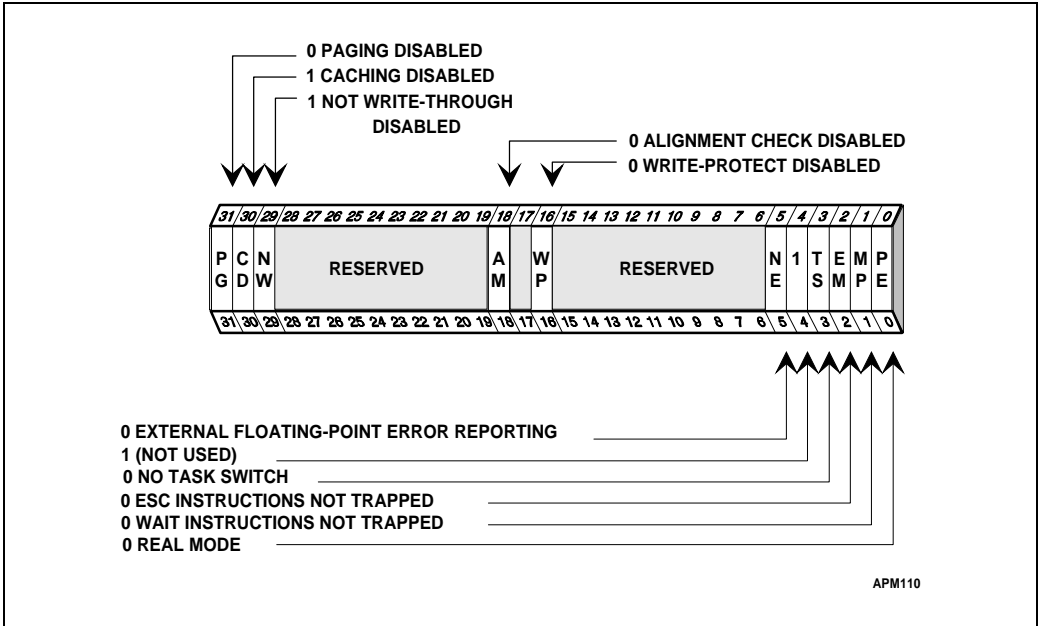 0 PAGING DISABLED
1 CACHING DISABLED
1 NOT WRITE-THROUGH
DISABLED
0 ALIGNMENT CHECK DISABLED
0 WRITE-PROTECT DISABLED
31 30 29 28 27 26 25 24 23 22 21 20 19 18 17 16 15 14 13 12 11 10 9 8 7 6 5 4 3 2 1 0
P C N RESERVED A W RESERVED N 1 T E M P
G D W M P E S M P E
31 30 29 28 27 26 25 24 23 22 21 20 19 18 17 16 15 14 13 12 11 10 9 8 7 6 5 4 3 2 1 0
0 EXTERNAL FLOATING-POINT ERROR REPORTING
1 (NOT USED)
0 NO TASK SWITCH
0 ESC INSTRUCTIONS NOT TRAPPED
0 WAIT INSTRUCTIONS NOT TRAPPED
0 REAL MODE
APM110